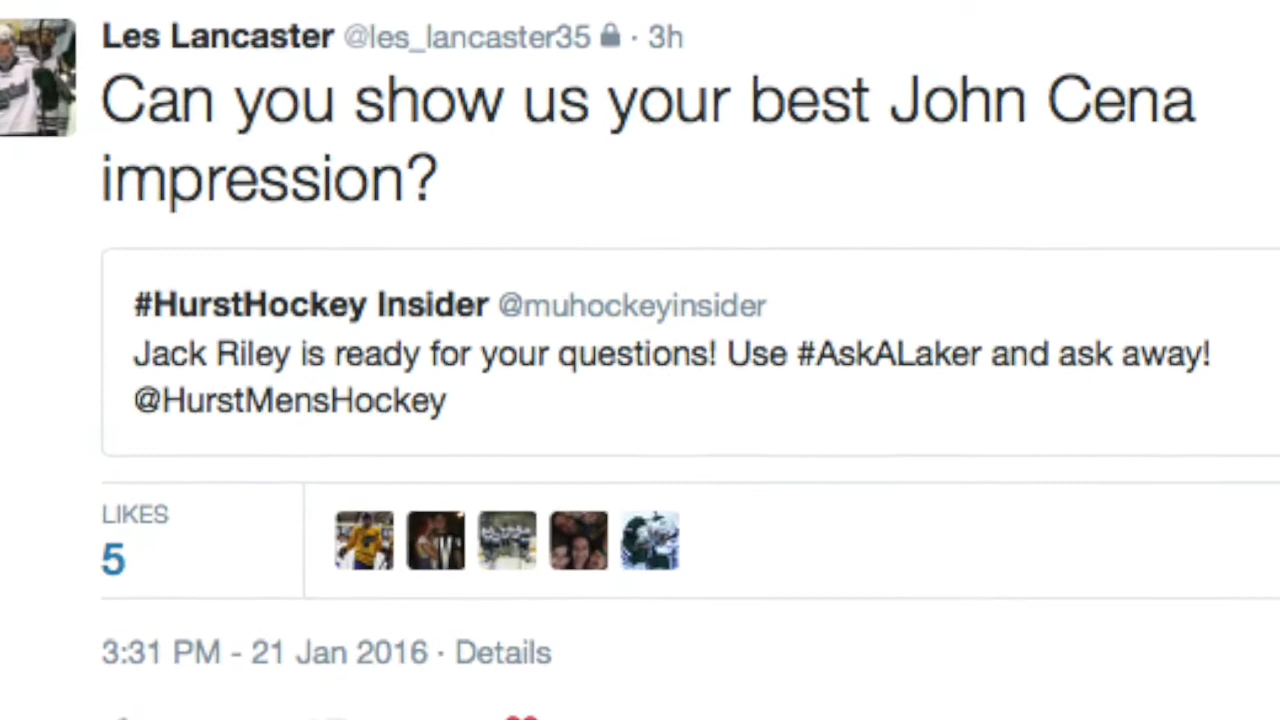 Les Lancaster @les_lancaster35 · 3h
Can you show us your best John Cena
impression?
#HurstHockey Insider @muhockeyinsider
Jack Riley is ready for your questions! Use #AskALaker and ask away!
@HurstMensHockey
LIKES
5
3:31 PM - 21 Jan 2016 · Details